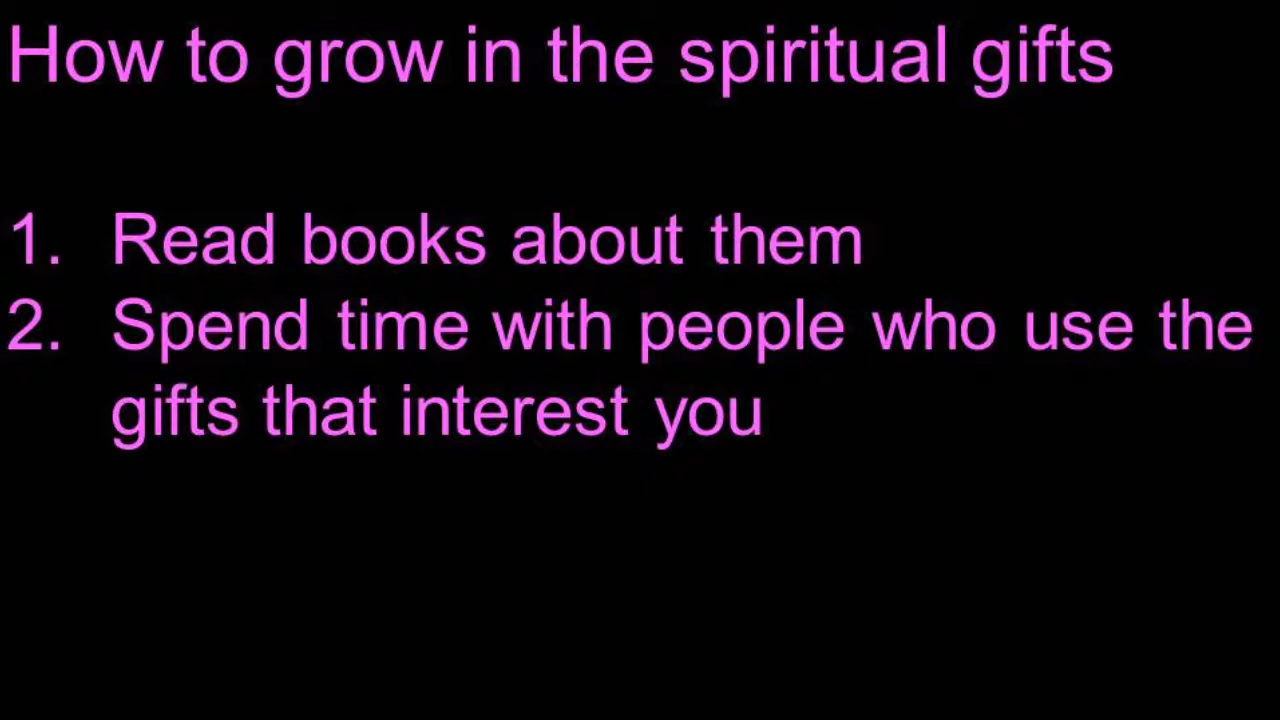 How to grow in the spiritual gifts
1. Read books about them
2. Spend time with people who use the
gifts that interest you